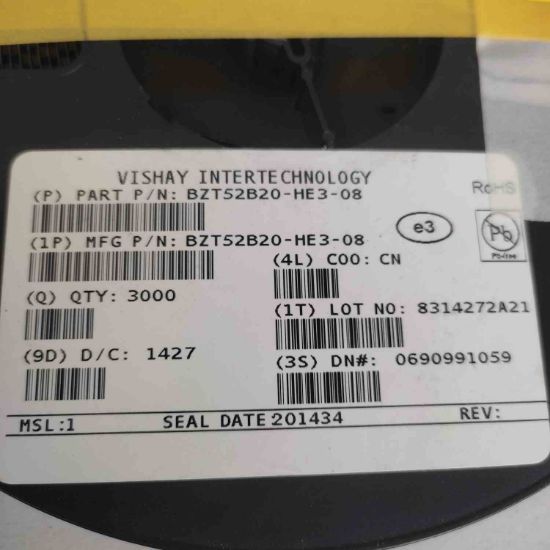 VISHAY INTERTECHNOLOGY
(P) PART P/N: BZT52B20-HE3-08
RoHS
(1P) MFG P/N: BZT52B20-HE3-08
e3
Pb
(4L) COO: CN
(Q) QTY: 3000
(1T) LOT NO: 8314272A21
(9D) D/C: 1427
(3S) DN#: 0690991059
MSL:1 SEAL DATE 201434 REV: